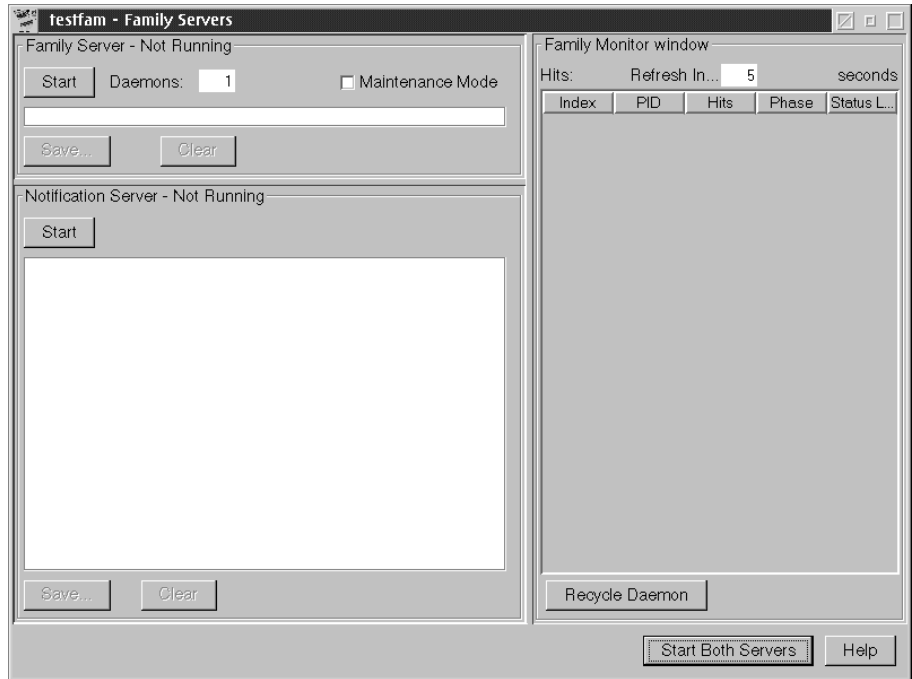 testfam - Family Servers
Family Server - Not Running
Start Daemons: 1 Maintenance Mode
Save... Clear
Notification Server - Not Running
Start
Save... Clear
Family Monitor window
Hits: Refresh In... 5 seconds
Index PID Hits Phase Status L...
Recycle Daemon
Start Both Servers Help